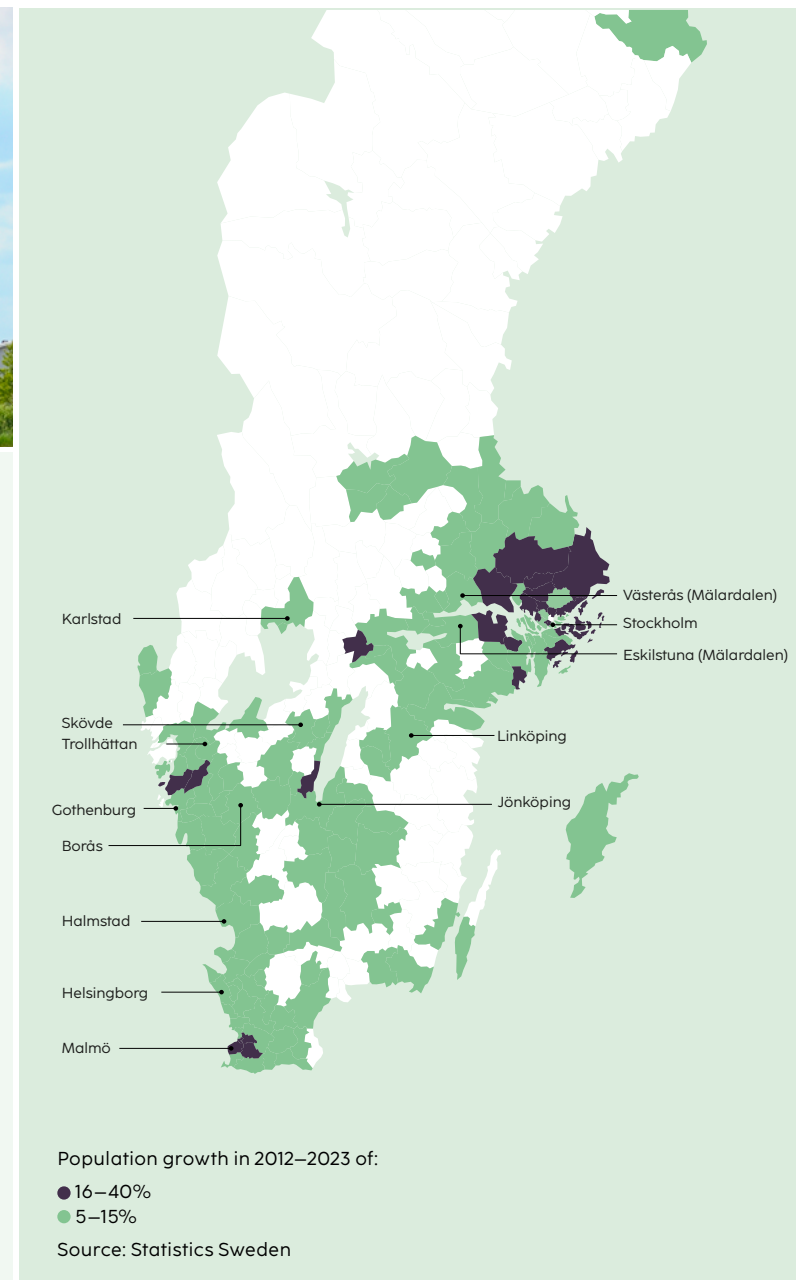 Västerås (Mälardalen)
Karlstad
Stockholm
Eskilstuna (Mälardalen)
Skövde
Linköping
Trollhättan
Jönköping
Gothenburg
Borås
Halmstad
Helsingborg
Malmö
Population growth in 2012–2023 of:
16–40%
5–15%
Source: Statistics Sweden